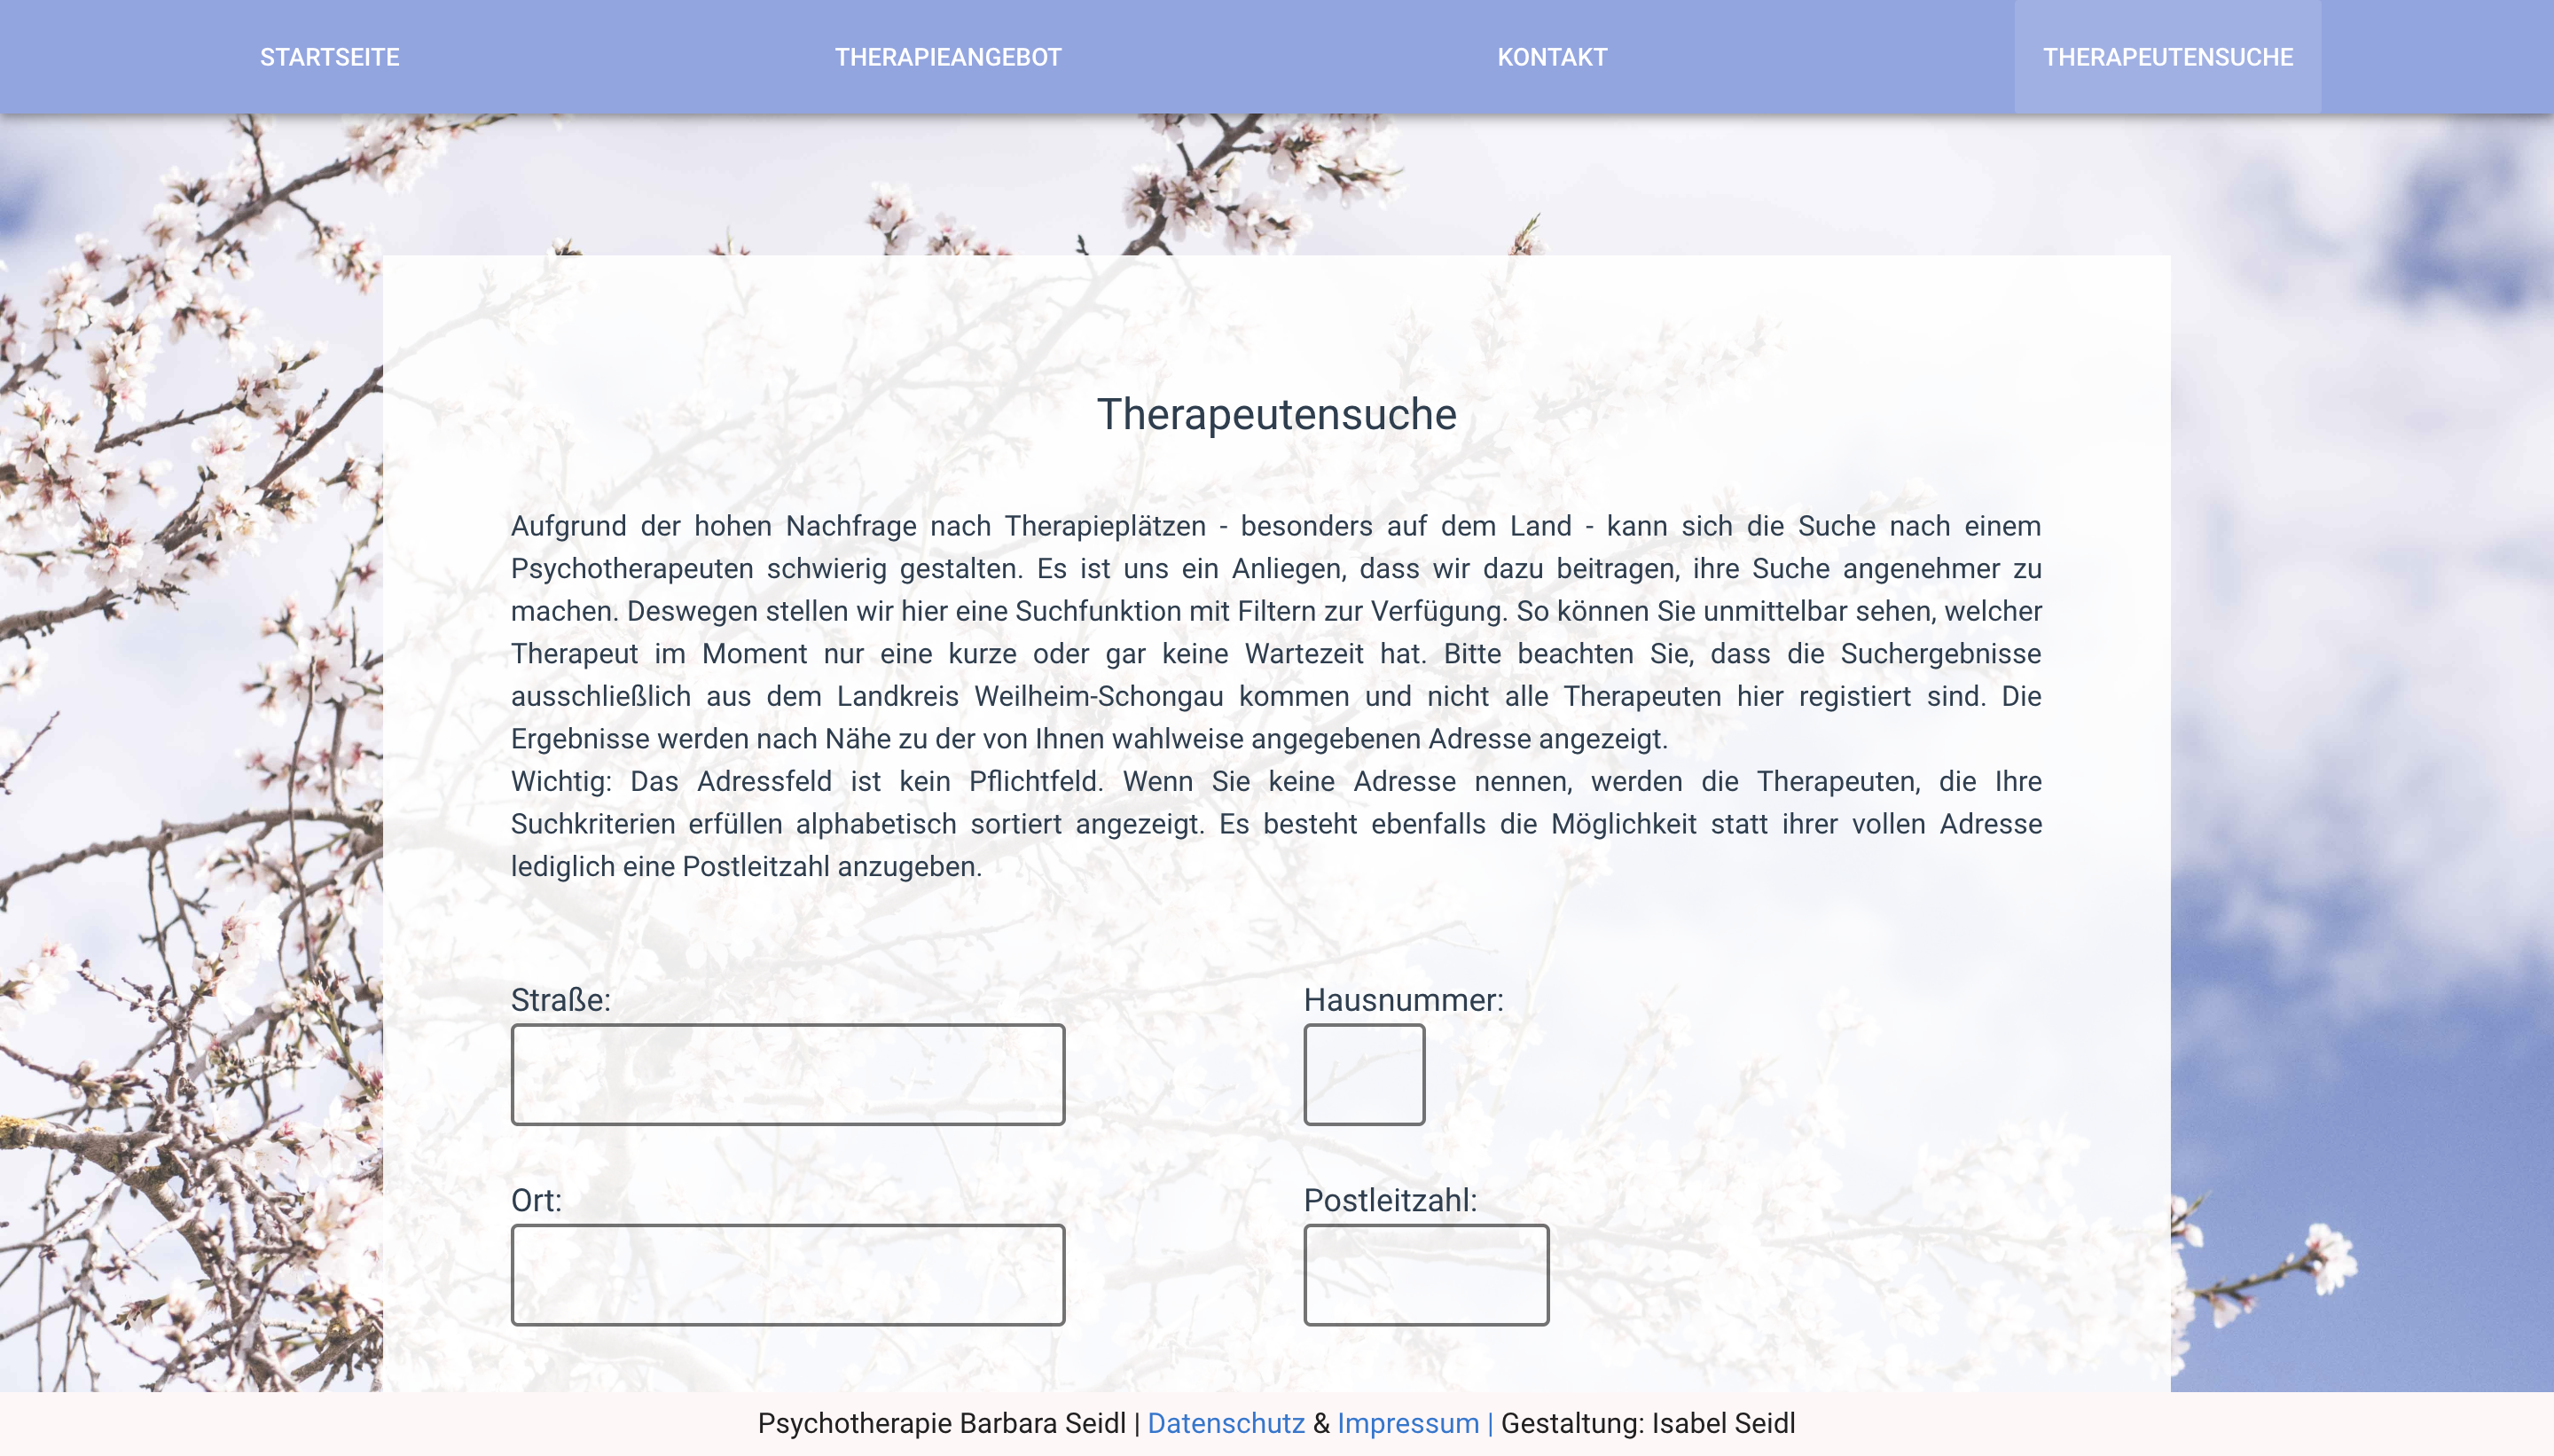 STARTSEITE THERAPIEANGEBOT KONTAKT THERAPEUTENSUCHE
Therapeutensuche
Aufgrund der hohen Nachfrage nach Therapieplätzen - besonders auf dem Land - kann sich die Suche nach einem
Psychotherapeuten schwierig gestalten. Es ist uns ein Anliegen, dass wir dazu beitragen, ihre Suche angenehmer zu
machen. Deswegen stellen wir hier eine Suchfunktion mit Filtern zur Verfügung. So können Sie unmittelbar sehen, welcher
Therapeut im Moment nur eine kurze oder gar keine Wartezeit hat. Bitte beachten Sie, dass die Suchergebnisse
ausschließlich aus dem Landkreis Weilheim-Schongau kommen und nicht alle Therapeuten hier registiert sind. Die
Ergebnisse werden nach Nähe zu der von Ihnen wahlweise angegebenen Adresse angezeigt.
Wichtig: Das Adressfeld ist kein Pflichtfeld. Wenn Sie keine Adresse nennen, werden die Therapeuten, die Ihre
Suchkriterien erfüllen alphabetisch sortiert angezeigt. Es besteht ebenfalls die Möglichkeit statt ihrer vollen Adresse
lediglich eine Postleitzahl anzugeben.
Straße: Hausnummer:
Ort: Postleitzahl:
Psychotherapie Barbara Seidl | Datenschutz & Impressum | Gestaltung: Isabel Seidl